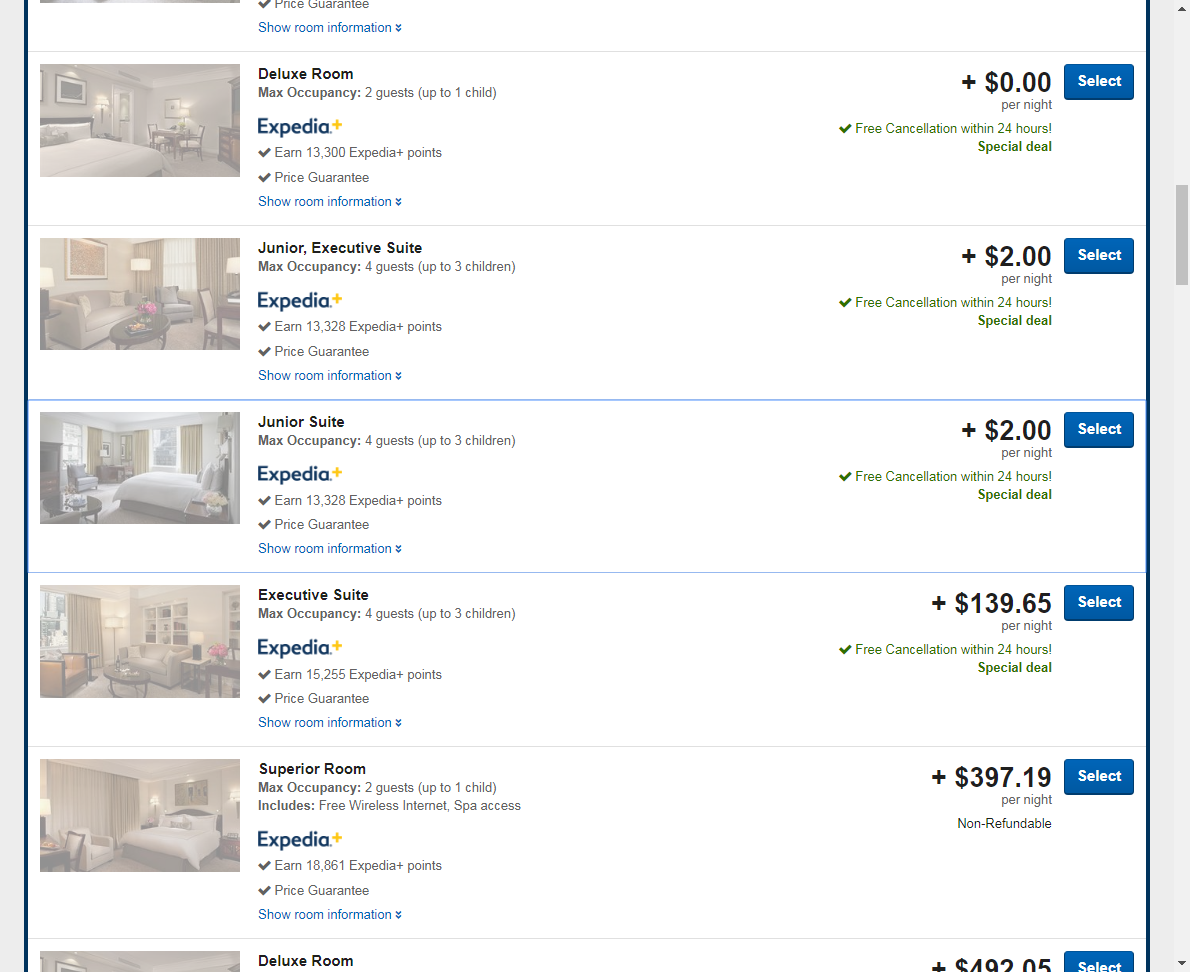 Price Guarantee
Show room information
Deluxe Room
Max Occupancy: 2 guests (up to 1 child)
Expedia+
Earn 13,300 Expedia+ points
Price Guarantee
Show room information
+ $0.00
per night
Free Cancellation within 24 hours!
Special deal
Select
Junior, Executive Suite
Max Occupancy: 4 guests (up to 3 children)
Expedia+
Earn 13,328 Expedia+ points
Price Guarantee
Show room information
+ $2.00
per night
Free Cancellation within 24 hours!
Special deal
Select
Junior Suite
Max Occupancy: 4 guests (up to 3 children)
Expedia+
Earn 13,328 Expedia+ points
Price Guarantee
Show room information
+ $2.00
per night
Free Cancellation within 24 hours!
Special deal
Select
Executive Suite
Max Occupancy: 4 guests (up to 3 children)
Expedia+
Earn 15,255 Expedia+ points
Price Guarantee
Show room information
+ $139.65
per night
Free Cancellation within 24 hours!
Special deal
Select
Superior Room
Max Occupancy: 2 guests (up to 1 child)
Includes: Free Wireless Internet, Spa access
Expedia+
Earn 18,861 Expedia+ points
Price Guarantee
Show room information
+ $397.19
per night
Non-Refundable
Select
Deluxe Room
+ $492.05
Select